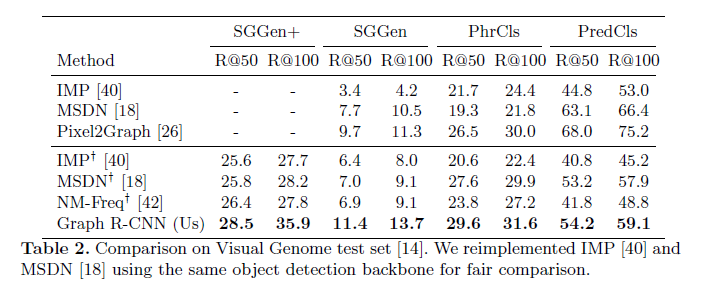 SGGen+ SGGen PhrCls PredCls
Method R@50 R@100 R@50 R@100 R@50 R@100 R@50 R@100
IMP [40] - - 3.4 4.2 21.7 24.4 44.8 53.0
MSDN [18] - - 7.7 10.5 19.3 21.8 63.1 66.4
Pixel2Graph [26] - - 9.7 11.3 26.5 30.0 68.0 75.2
IMP† [40] 25.6 27.7 6.4 8.0 20.6 22.4 40.8 45.2
MSDN† [18] 25.8 28.2 7.0 9.1 27.6 29.9 53.2 57.9
NM-Freq† [42] 26.4 27.8 6.9 9.1 23.8 27.2 41.8 48.8
Graph R-CNN (Us) 28.5 35.9 11.4 13.7 29.6 31.6 54.2 59.1
Table 2. Comparison on Visual Genome test set [14]. We reimplemented IMP [40] and
MSDN [18] using the same object detection backbone for fair comparison.